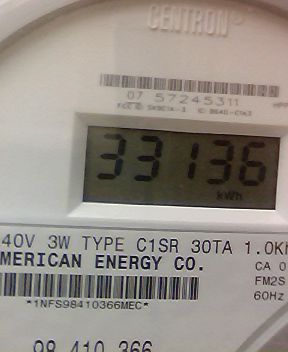 CENTRON
07 57245311
33136
kWh
40V 3W TYPE C1SR 30TA 1.0K
MERICAN ENERGY CO.
CA 0
FM2S
60Hz
*1NFS98410366MEC*
98 410 366